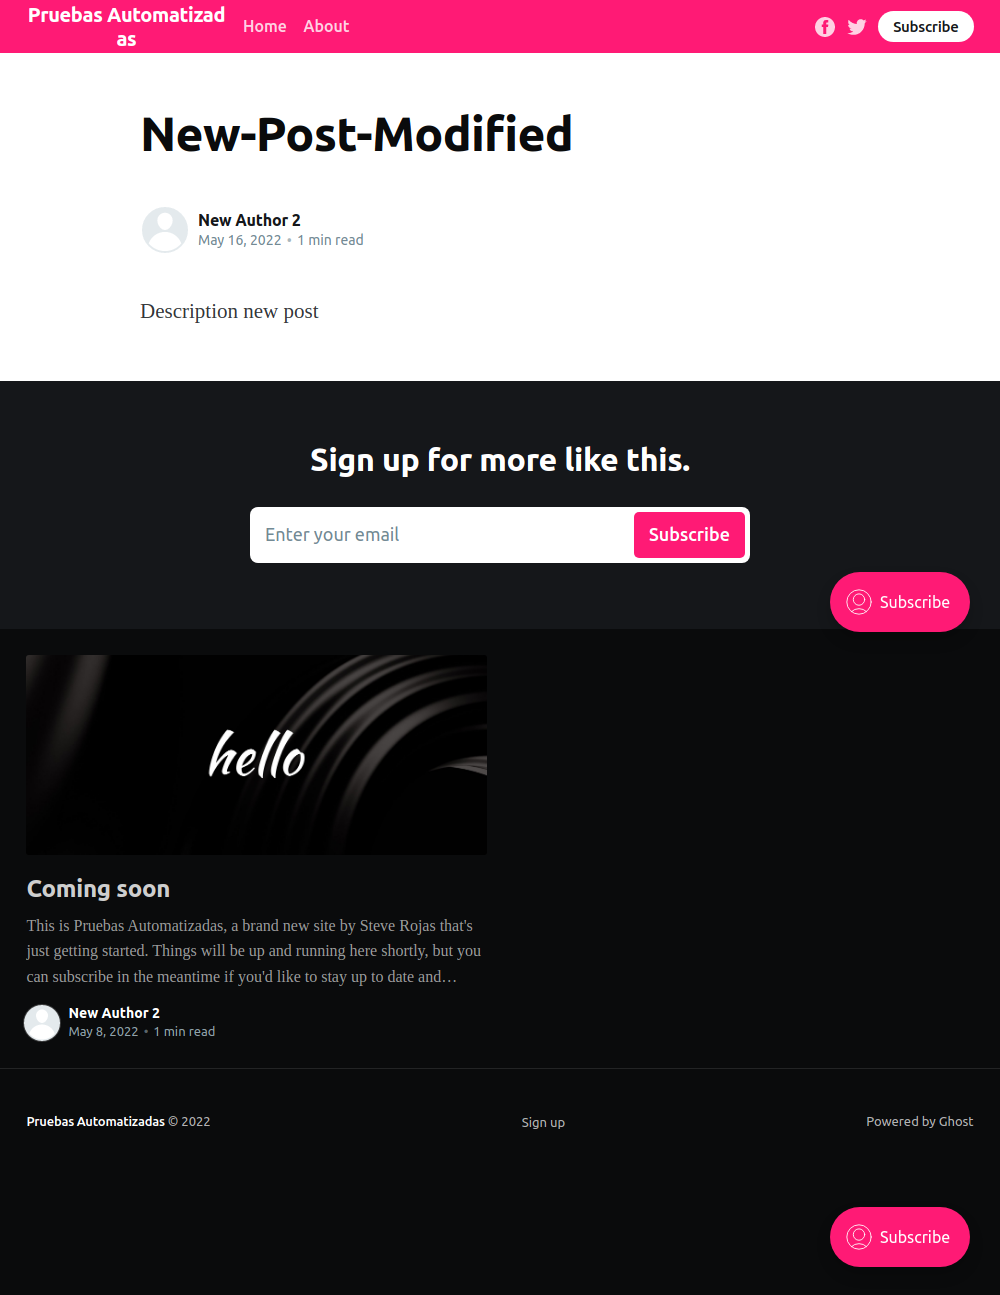 Pruebas Automatizad
as
Home
About
Subscribe
New-Post-Modified
New Author 2
May 16, 2022 • 1 min read
Description new post
Sign up for more like this.
Enter your email
Subscribe
Subscribe
hello
Coming soon
This is Pruebas Automatizadas, a brand new site by Steve Rojas that's
just getting started. Things will be up and running here shortly, but you
can subscribe in the meantime if you'd like to stay up to date and…
New Author 2
May 8, 2022 • 1 min read
Pruebas Automatizadas © 2022
Sign up
Powered by Ghost
Subscribe